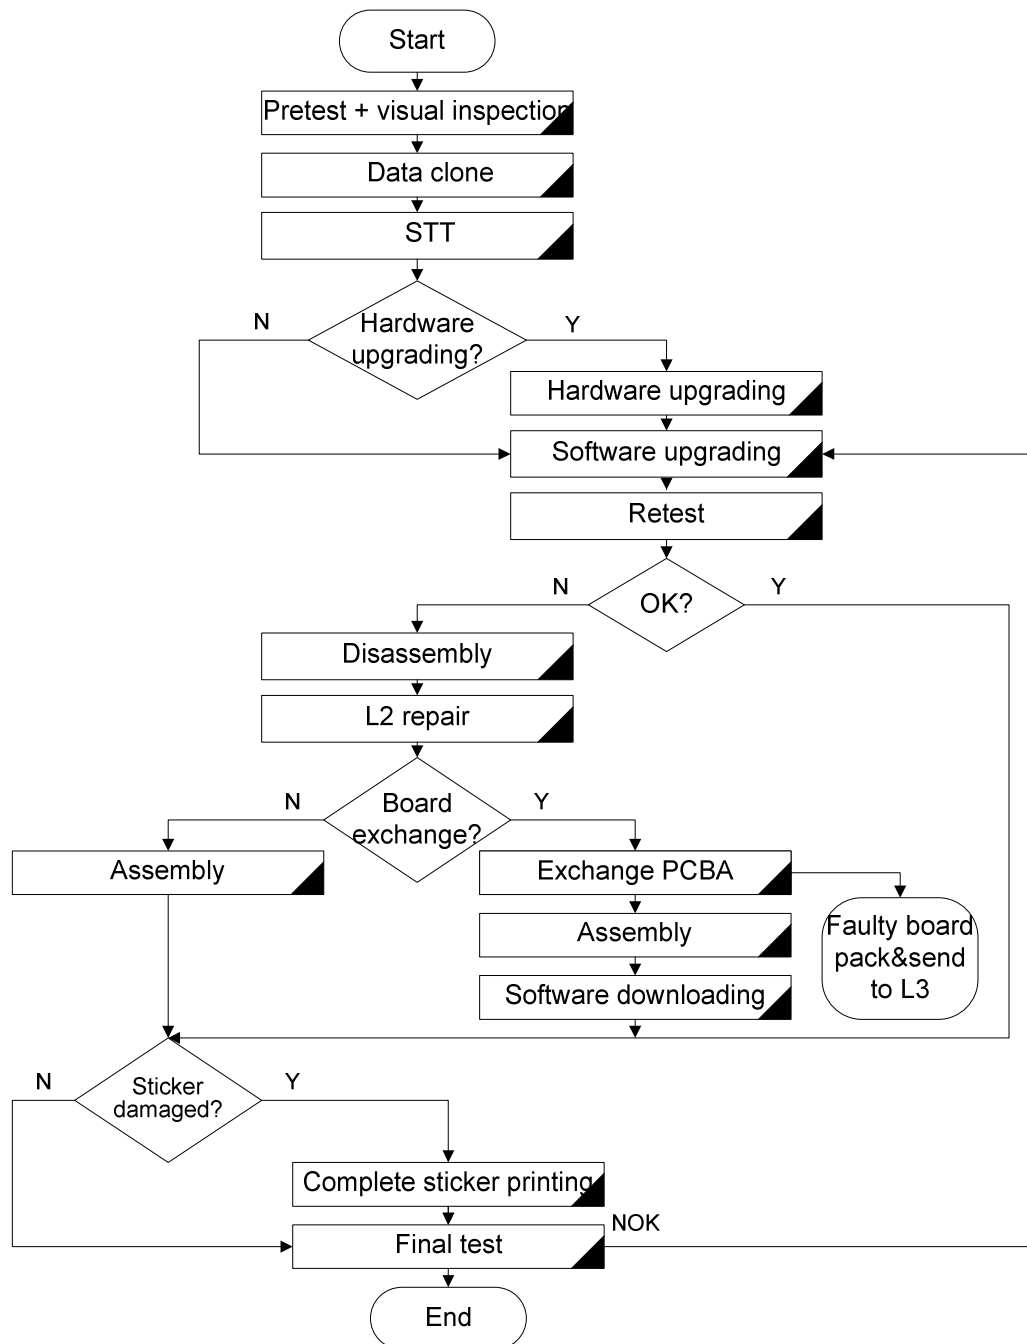 Start
Pretest + visual inspection
Data clone
STT
N
Hardware
upgrading?
Y
Hardware upgrading
Software upgrading
Retest
N
OK?
Y
Disassembly
L2 repair
N
Board
exchange?
Y
Assembly
Exchange PCBA
Faulty board
pack&send
to L3
Assembly
Software downloading
N
Sticker
damaged?
Y
Complete sticker printing
Final test
NOK
End